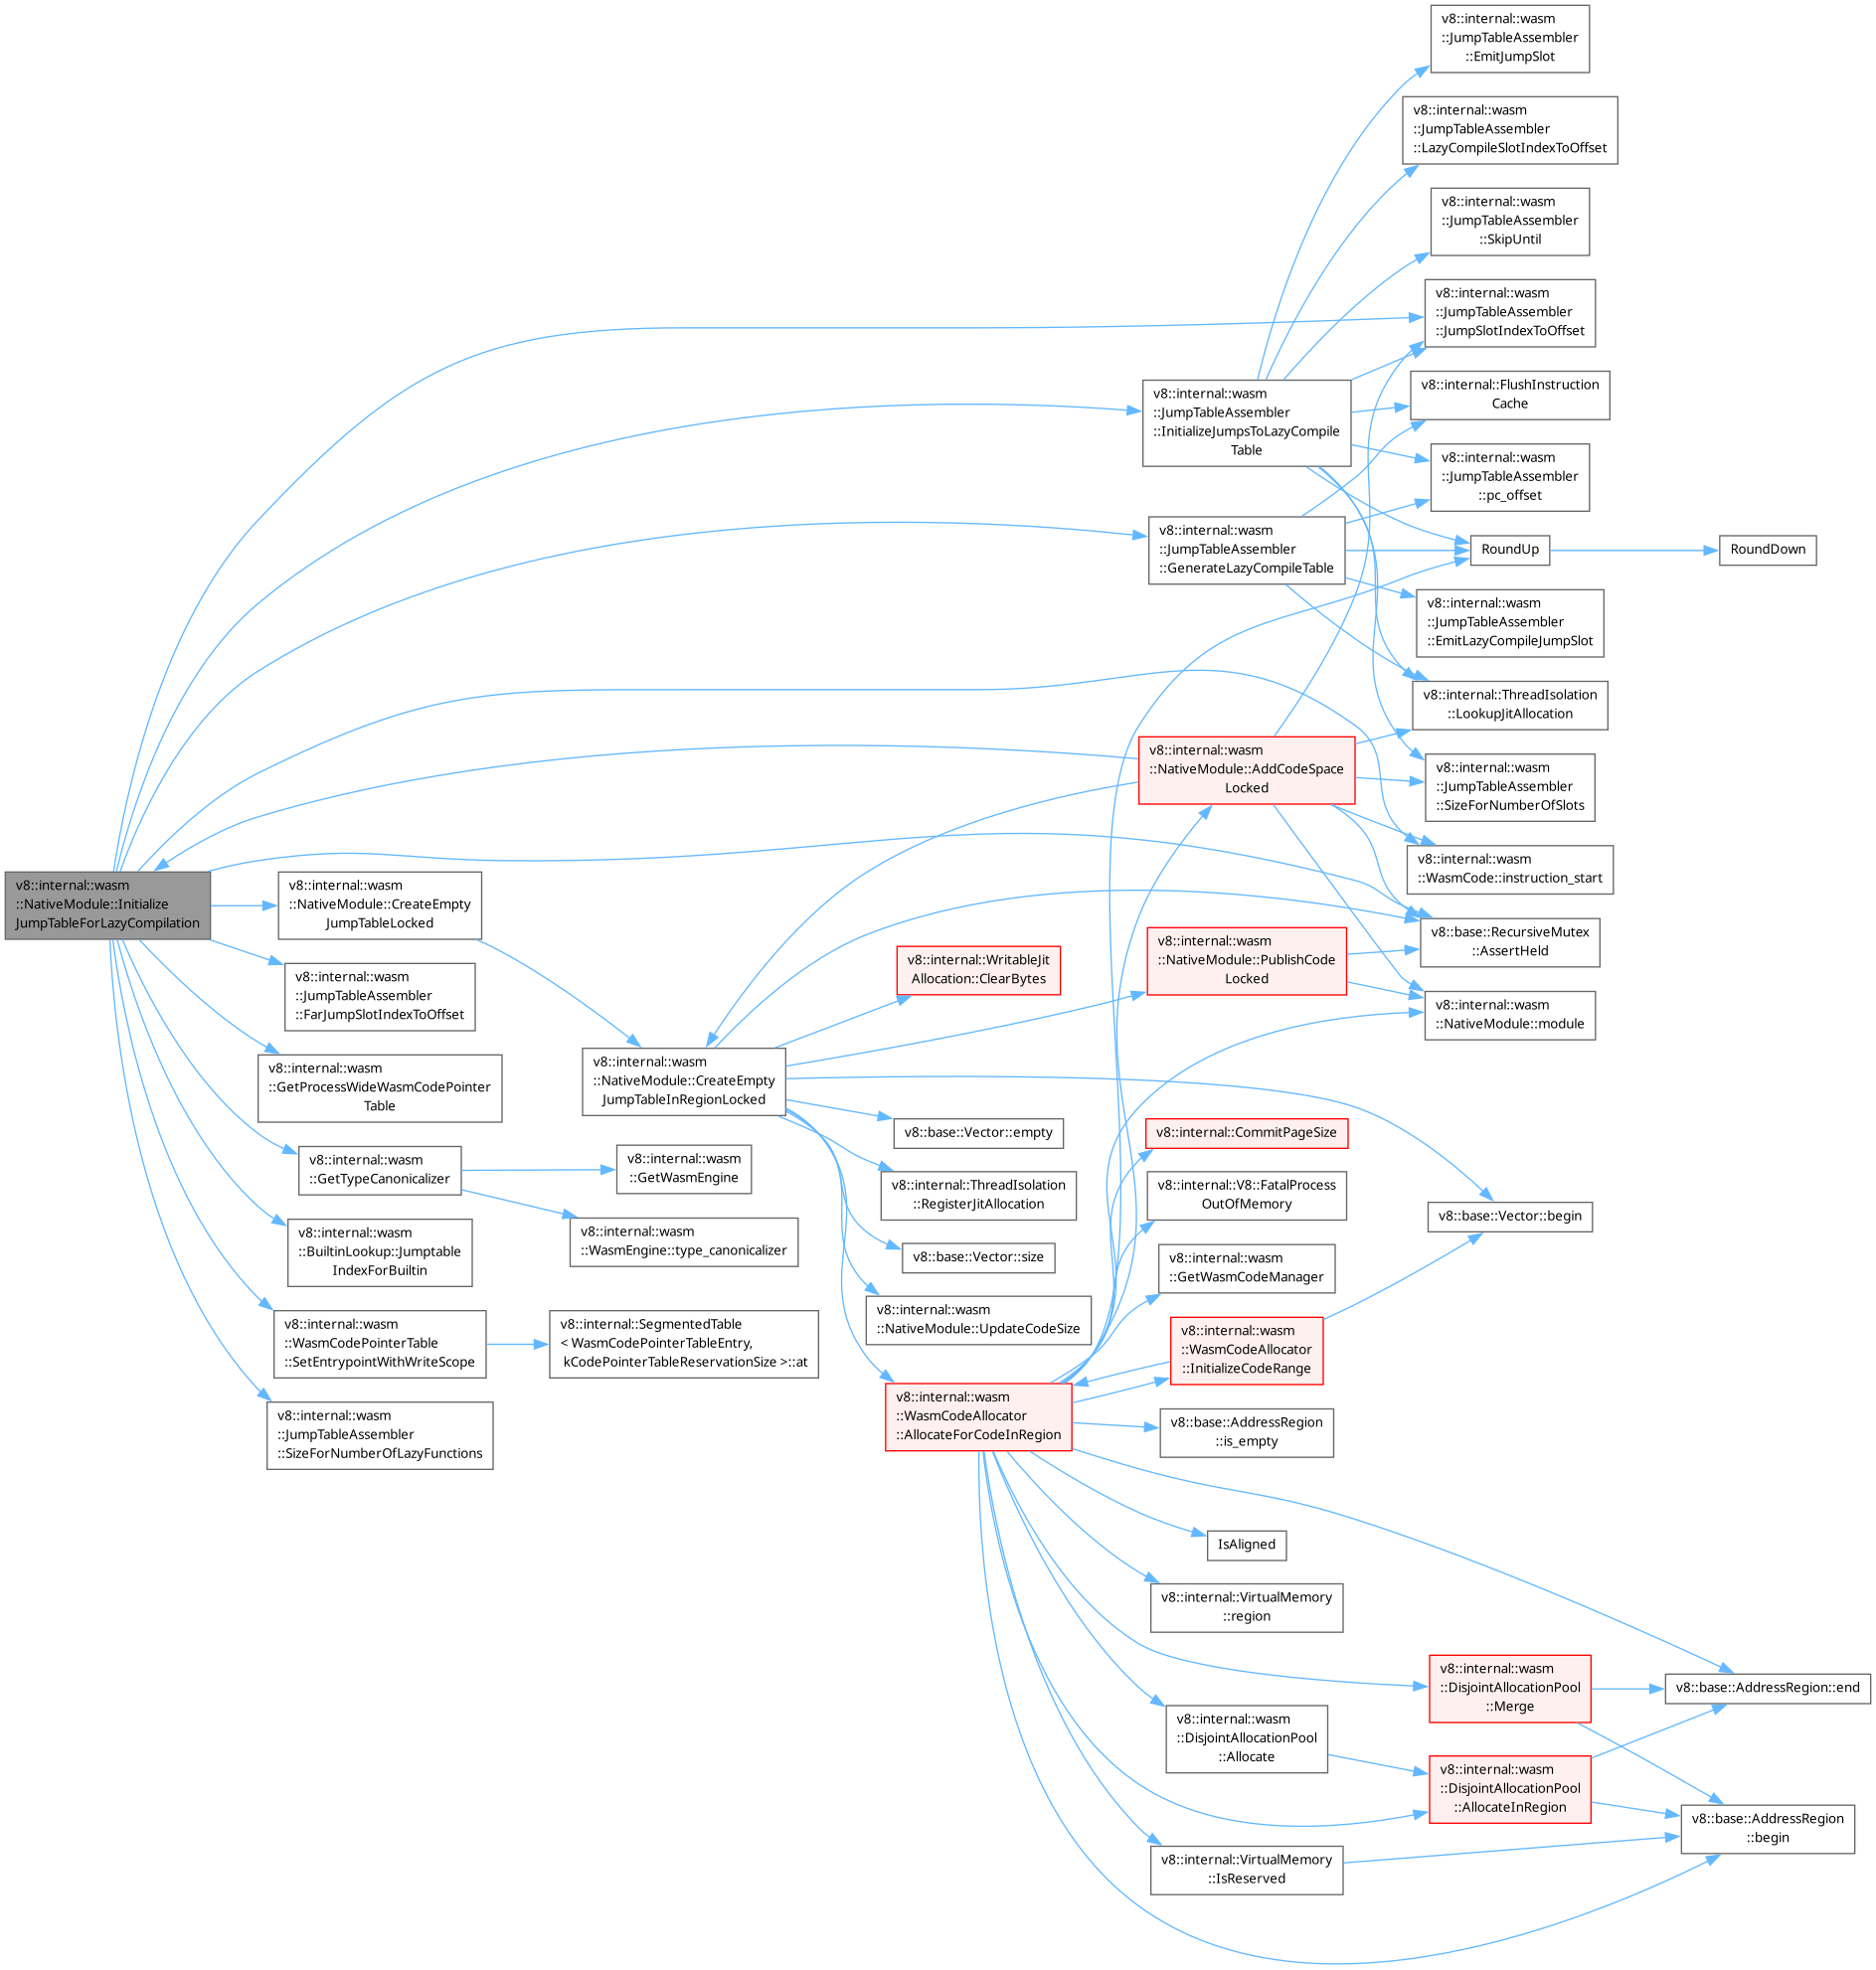 v8::internal::wasm
::NativeModule::Initialize
JumpTableForLazyCompilation
v8::internal::wasm
::NativeModule::CreateEmpty
JumpTableLocked
v8::internal::wasm
::JumpTableAssembler
::FarJumpSlotIndexToOffset
v8::internal::wasm
::GetProcessWideWasmCodePointer
Table
v8::internal::wasm
::GetTypeCanonicalizer
v8::internal::wasm
::BuiltinLookup::Jumptable
IndexForBuiltin
v8::internal::wasm
::WasmCodePointerTable
::SetEntrypointWithWriteScope
v8::internal::wasm
::JumpTableAssembler
::SizeForNumberOfLazyFunctions
v8::internal::wasm
::NativeModule::CreateEmpty
JumpTableInRegionLocked
v8::internal::wasm
::GetWasmEngine
v8::internal::wasm
::WasmEngine::type_canonicalizer
v8::internal::SegmentedTable
< WasmCodePointerTableEntry,
kCodePointerTableReservationSize >::at
v8::internal::WritableJit
Allocation::ClearBytes
v8::base::Vector::empty
v8::internal::ThreadIsolation
::RegisterJitAllocation
v8::base::Vector::size
v8::internal::wasm
::NativeModule::UpdateCodeSize
v8::internal::wasm
::WasmCodeAllocator
::AllocateForCodeInRegion
v8::internal::wasm
::JumpTableAssembler
::InitializeJumpsToLazyCompile
Table
v8::internal::wasm
::JumpTableAssembler
::GenerateLazyCompileTable
v8::internal::wasm
::NativeModule::AddCodeSpace
Locked
v8::internal::wasm
::NativeModule::PublishCode
Locked
v8::internal::CommitPageSize
v8::internal::V8::FatalProcess
OutOfMemory
v8::internal::wasm
::GetWasmCodeManager
v8::internal::wasm
::WasmCodeAllocator
::InitializeCodeRange
v8::base::AddressRegion
::is_empty
IsAligned
v8::internal::VirtualMemory
::region
v8::internal::wasm
::DisjointAllocationPool
::Allocate
v8::internal::VirtualMemory
::IsReserved
v8::internal::wasm
::JumpTableAssembler
::EmitJumpSlot
v8::internal::wasm
::JumpTableAssembler
::LazyCompileSlotIndexToOffset
v8::internal::wasm
::JumpTableAssembler
::SkipUntil
v8::internal::wasm
::JumpTableAssembler
::JumpSlotIndexToOffset
v8::internal::FlushInstruction
Cache
v8::internal::wasm
::JumpTableAssembler
::pc_offset
RoundUp
v8::internal::wasm
::JumpTableAssembler
::EmitLazyCompileJumpSlot
v8::internal::ThreadIsolation
::LookupJitAllocation
v8::internal::wasm
::JumpTableAssembler
::SizeForNumberOfSlots
v8::internal::wasm
::WasmCode::instruction_start
v8::base::RecursiveMutex
::AssertHeld
v8::internal::wasm
::NativeModule::module
v8::base::Vector::begin
v8::internal::wasm
::DisjointAllocationPool
::Merge
v8::internal::wasm
::DisjointAllocationPool
::AllocateInRegion
RoundDown
v8::base::AddressRegion::end
v8::base::AddressRegion
::begin